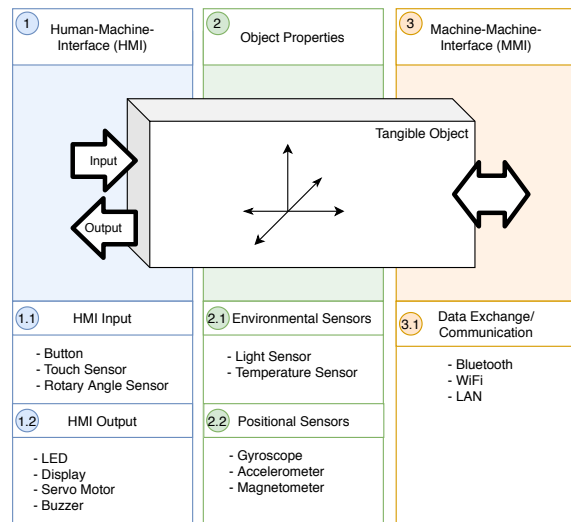 1
Human-Machine-
Interface (HMI)
2
Object Properties
3
Machine-Machine-
Interface (MMI)
Tangible Object
Input
Output
1.1
HMI Input
- Button
- Touch Sensor
- Rotary Angle Sensor
1.2
HMI Output
- LED
- Display
- Servo Motor
- Buzzer
2.1
Environmental Sensors
- Light Sensor
- Temperature Sensor
2.2
Positional Sensors
- Gyroscope
- Accelerometer
- Magnetometer
3.1
Data Exchange/
Communication
- Bluetooth
- WiFi
- LAN